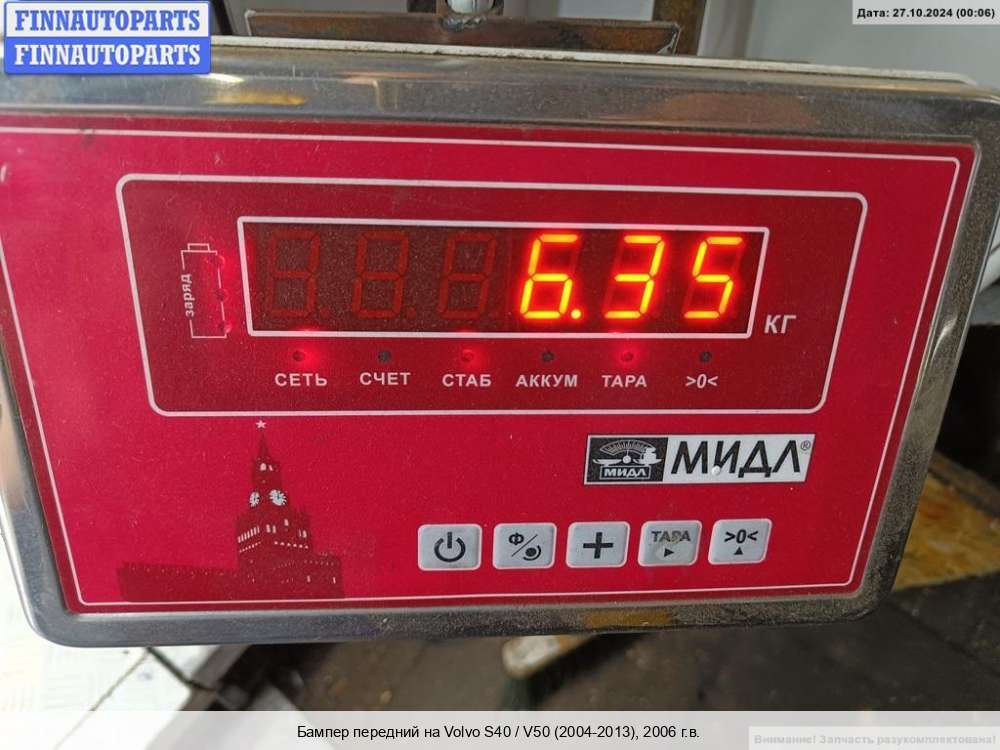 FINNAUTOPARTS
FINNAUTOPARTS
Дата: 27.10.2024 (00:06)
заряд
6.35
КГ
СЕТЬ СЧЕТ СТАБ АККУМ ТАРА >0<
МИДЛ
МИДЛ®
Ф/
+
ТАРА
>0<
Бампер передний на Volvo S40 / V50 (2004-2013), 2006 г.в.
Внимание! Запчасть разукомплектована!